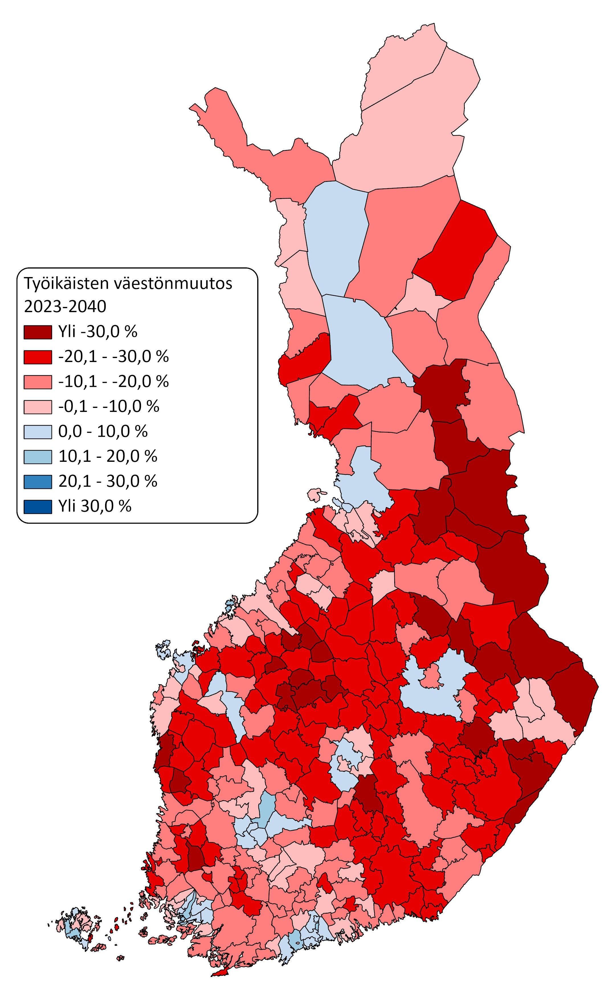 Työikäisten väestönmuutos
2023-2040
Yli -30,0 %
-20,1 - -30,0 %
-10,1 - -20,0 %
-0,1 - -10,0 %
0,0 - 10,0 %
10,1 - 20,0 %
20,1 - 30,0 %
Yli 30,0 %